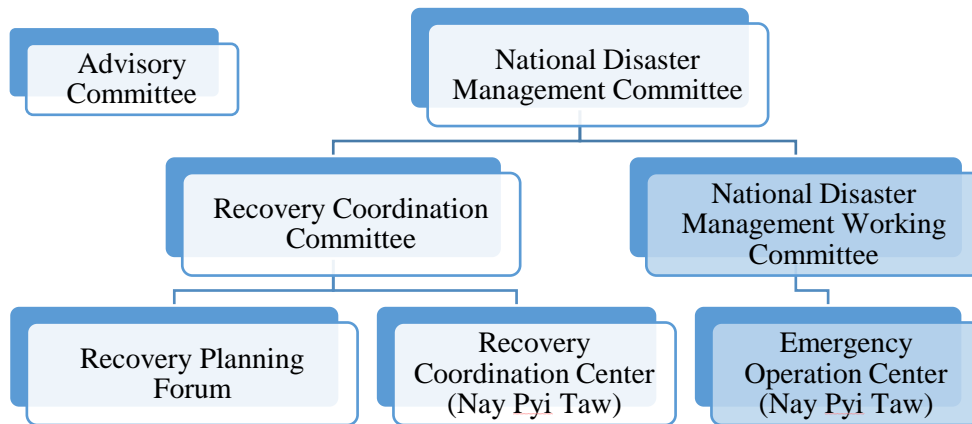 Advisory
Committee
National Disaster
Management Committee
Recovery Coordination
Committee
National Disaster
Management Working
Committee
Recovery Planning
Forum
Recovery
Coordination Center
(Nay Pyi Taw)
Emergency
Operation Center
(Nay Pyi Taw)